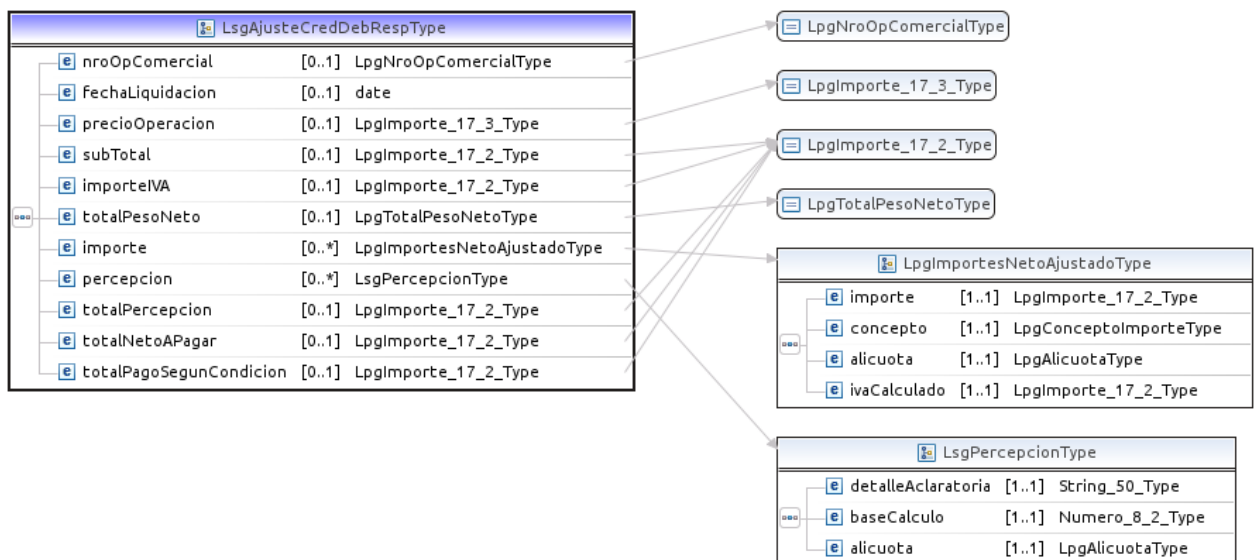 LsgAjusteCredDebRespType
e nroOpComercial [0..1] LpgNroOpComercialType
e fechaLiquidacion [0..1] date
e precioOperacion [0..1] LpgImporte_17_3_Type
e subTotal [0..1] LpgImporte_17_2_Type
e importeIVA [0..1] LpgImporte_17_2_Type
e totalPesoNeto [0..1] LpgTotalPesoNetoType
e importe [0..*] LpgImportesNetoAjustadoType
e percepcion [0..*] LsgPercepcionType
e totalPercepcion [0..1] LpgImporte_17_2_Type
e totalNetoAPagar [0..1] LpgImporte_17_2_Type
e totalPagoSegunCondicion [0..1] LpgImporte_17_2_Type
LpgNroOpComercialType
LpgImporte_17_3_Type
LpgImporte_17_2_Type
LpgTotalPesoNetoType
LpgImportesNetoAjustadoType
e importe [1..1] LpgImporte_17_2_Type
e concepto [1..1] LpgConceptoImporteType
e alicuota [1..1] LpgAlicuotaType
e ivaCalculado [1..1] LpgImporte_17_2_Type
LsgPercepcionType
e detalleAclaratoria [1..1] String_50_Type
e baseCalculo [1..1] Numero_8_2_Type
e alicuota [1..1] LpgAlicuotaType